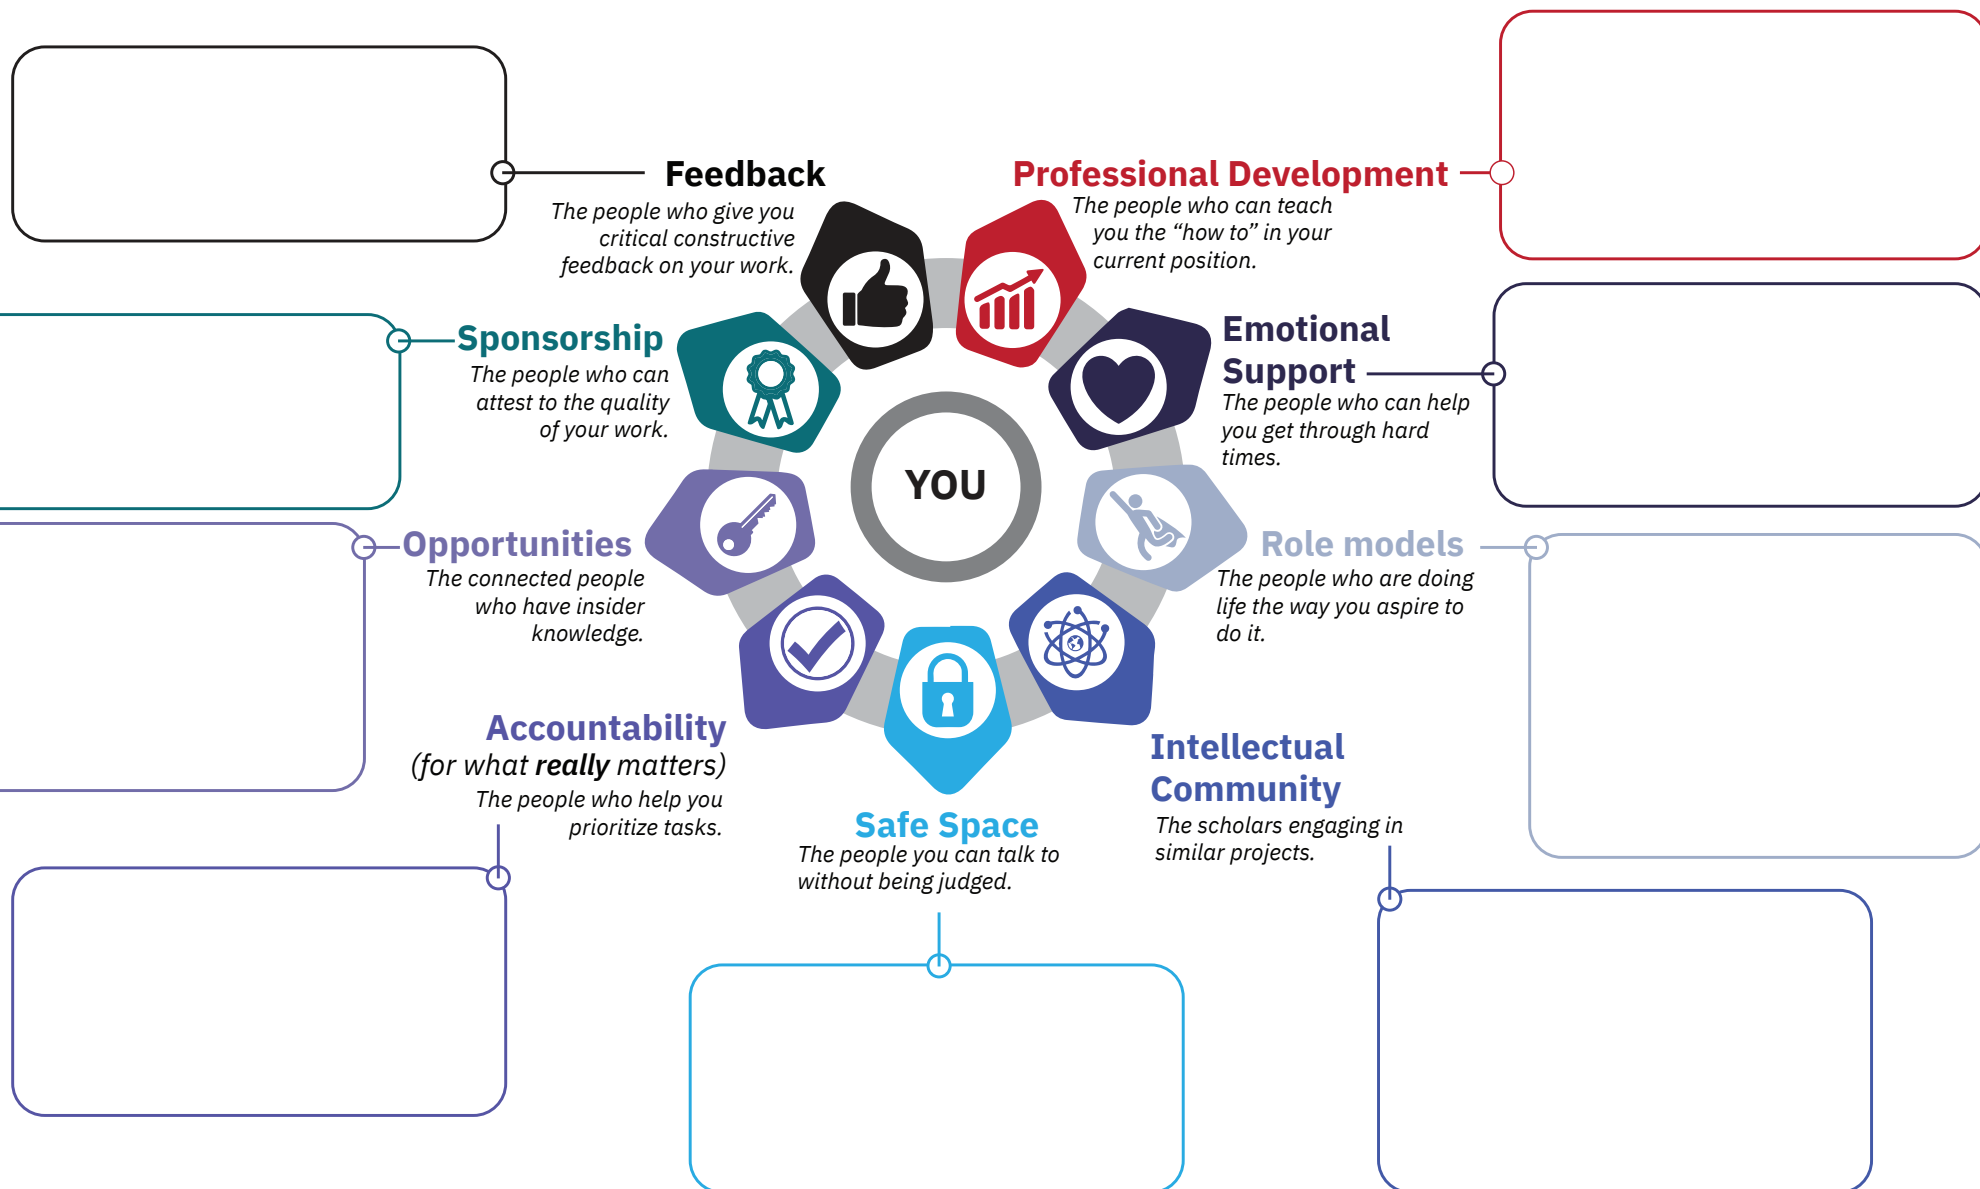 Feedback
The people who give you
critical constructive
feedback on your work.
Professional Development
The people who can teach
you the “how to” in your
current position.
Sponsorship
The people who can
attest to the quality
of your work.
Emotional
Support
The people who can help
you get through hard
times.
YOU
Opportunities
The connected people
who have insider
knowledge.
Role models
The people who are doing
life the way you aspire to
do it.
Accountability
(for what really matters)
The people who help you
prioritize tasks.
Safe Space
The people you can talk to
without being judged.
Intellectual
Community
The scholars engaging in
similar projects.